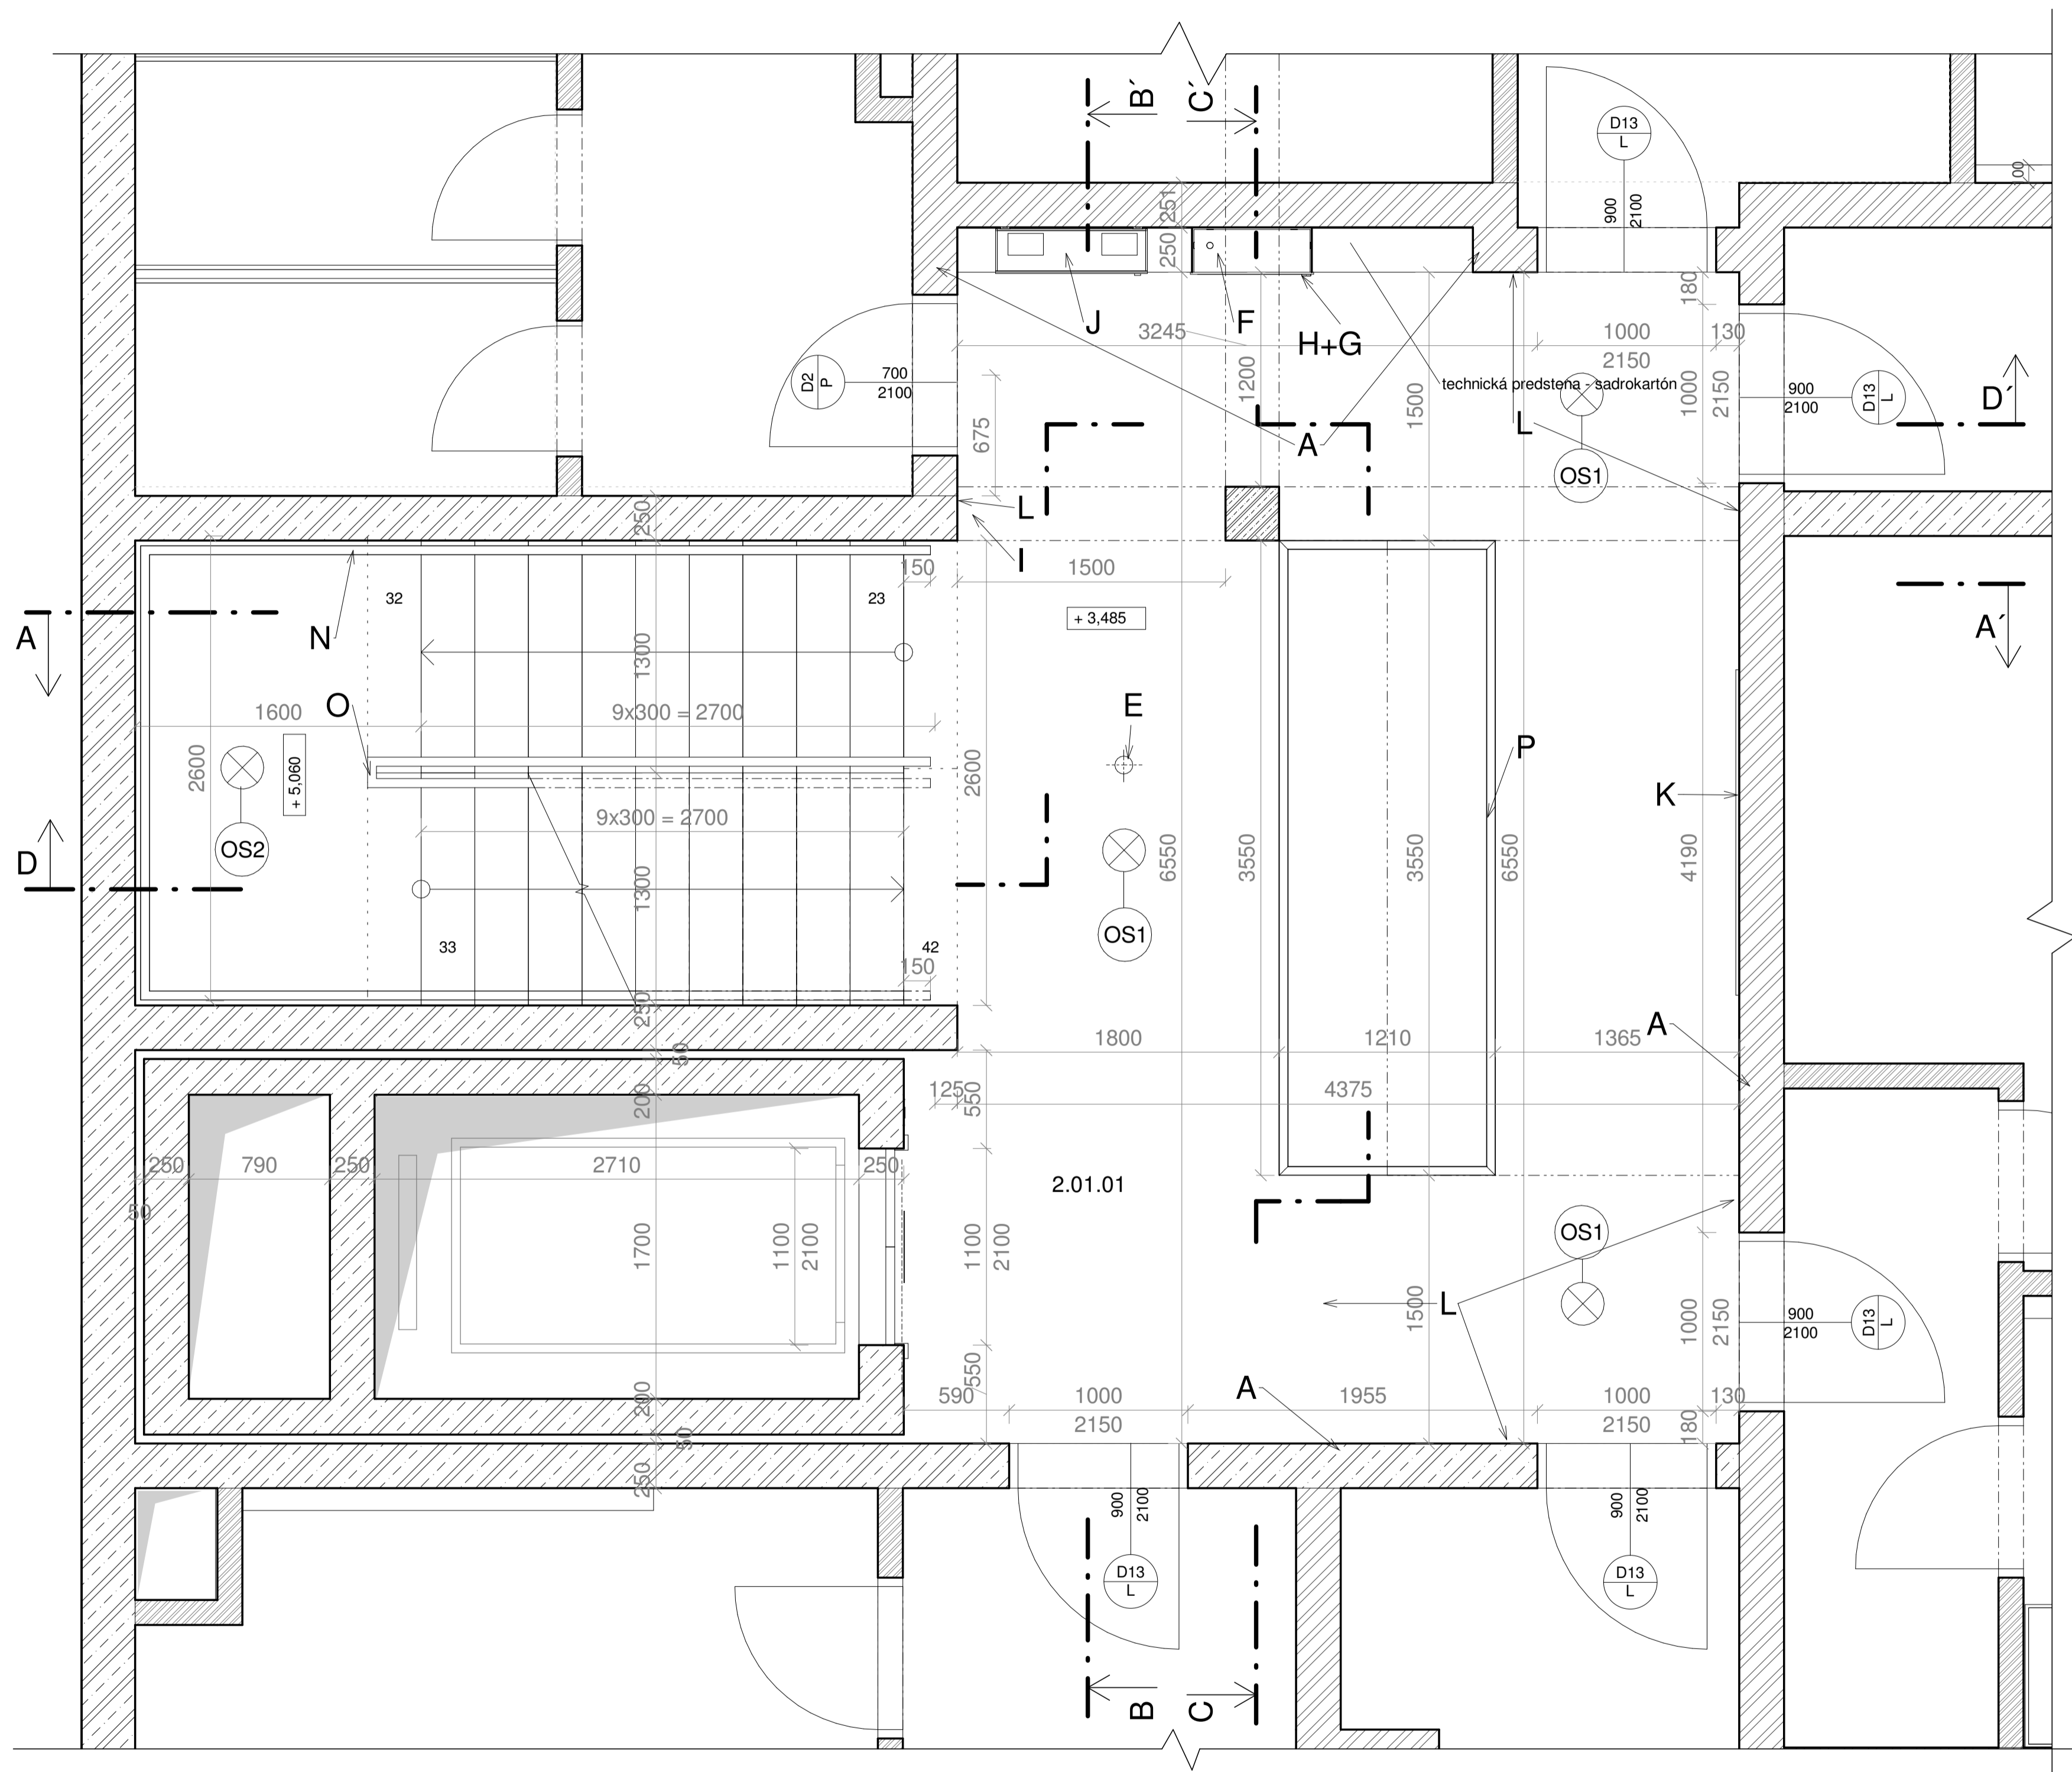 B´
C´
D13
L
900
2100
251
250
180
J
F
H+G
3245
1000
2150
130
1200
1500
technická predstena - sadrokartón
D2
P
700
2100
675
A
L
OS1
1000
2150
900
2100
D13
L
D´
250
L
I
150
1500
+ 3,485
32
23
N
A
A´
1300
O
1600
9x300 = 2700
E
P
K
2600
+ 5,060
2600
9x300 = 2700
OS2
D
6550
3550
3550
6550
4190
1300
OS1
33
42
150
250
50
1800
1210
1365
A
200
125
550
4375
250
790
250
2710
250
2.01.01
50
1700
1100
2100
1100
2100
OS1
L
1500
1000
2150
900
2100
D13
L
200
550
590
1000
2150
A
1955
1000
2150
130
180
50
250
900
2100
900
2100
D13
L
D13
L
B
C